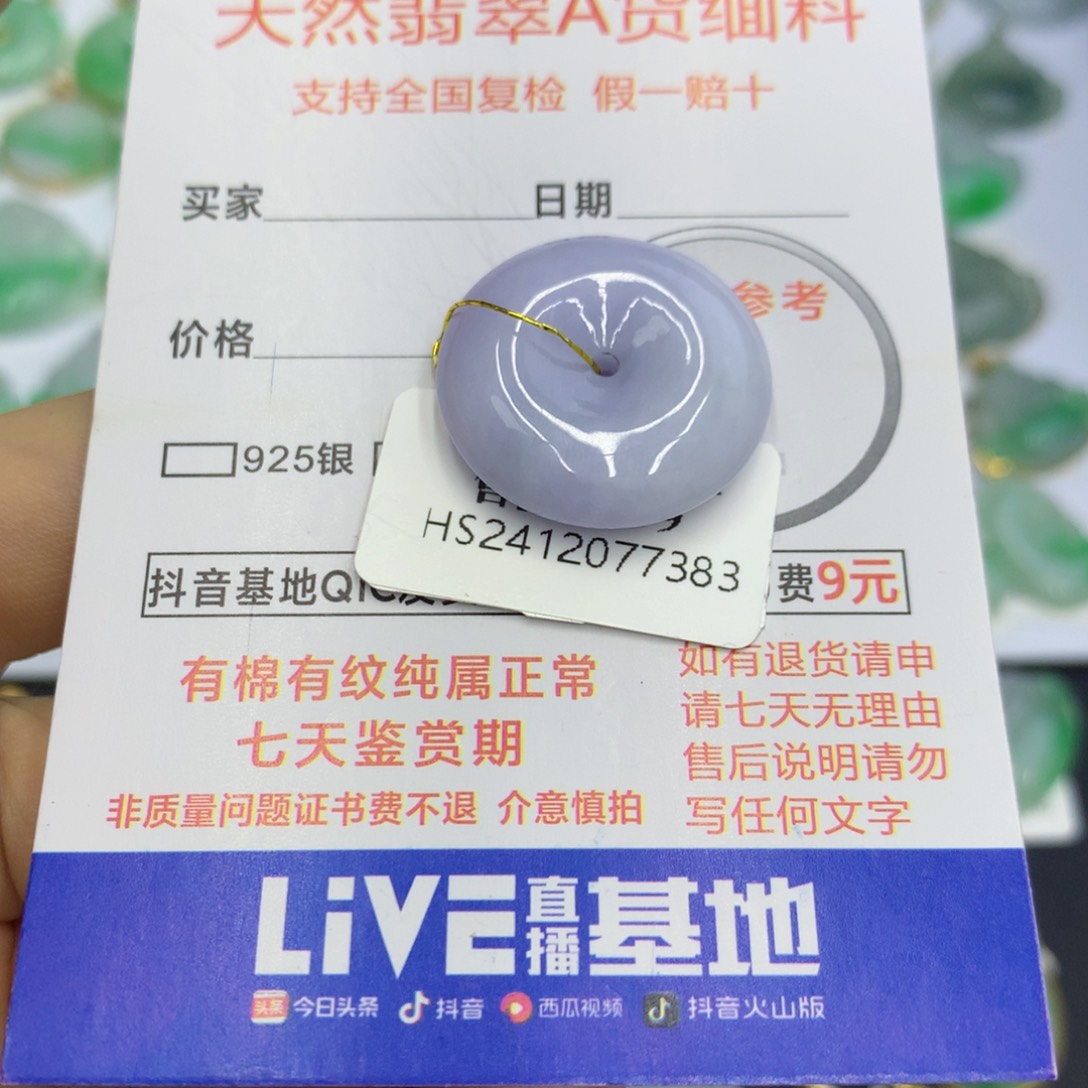 天然翡翠A货缅料
支持全国复检 假一赔十
买家 日期
参考
价格
925银
HS2412077383
抖音基地QIC 费9元
有棉有纹纯属正常
七天鉴赏期
非质量问题证书费不退 介意慎拍
如有退货请申
请七天无理由
售后说明请勿
写任何文字
LiVE直播基地
头条 今日头条 抖音 西瓜视频 抖音火山版